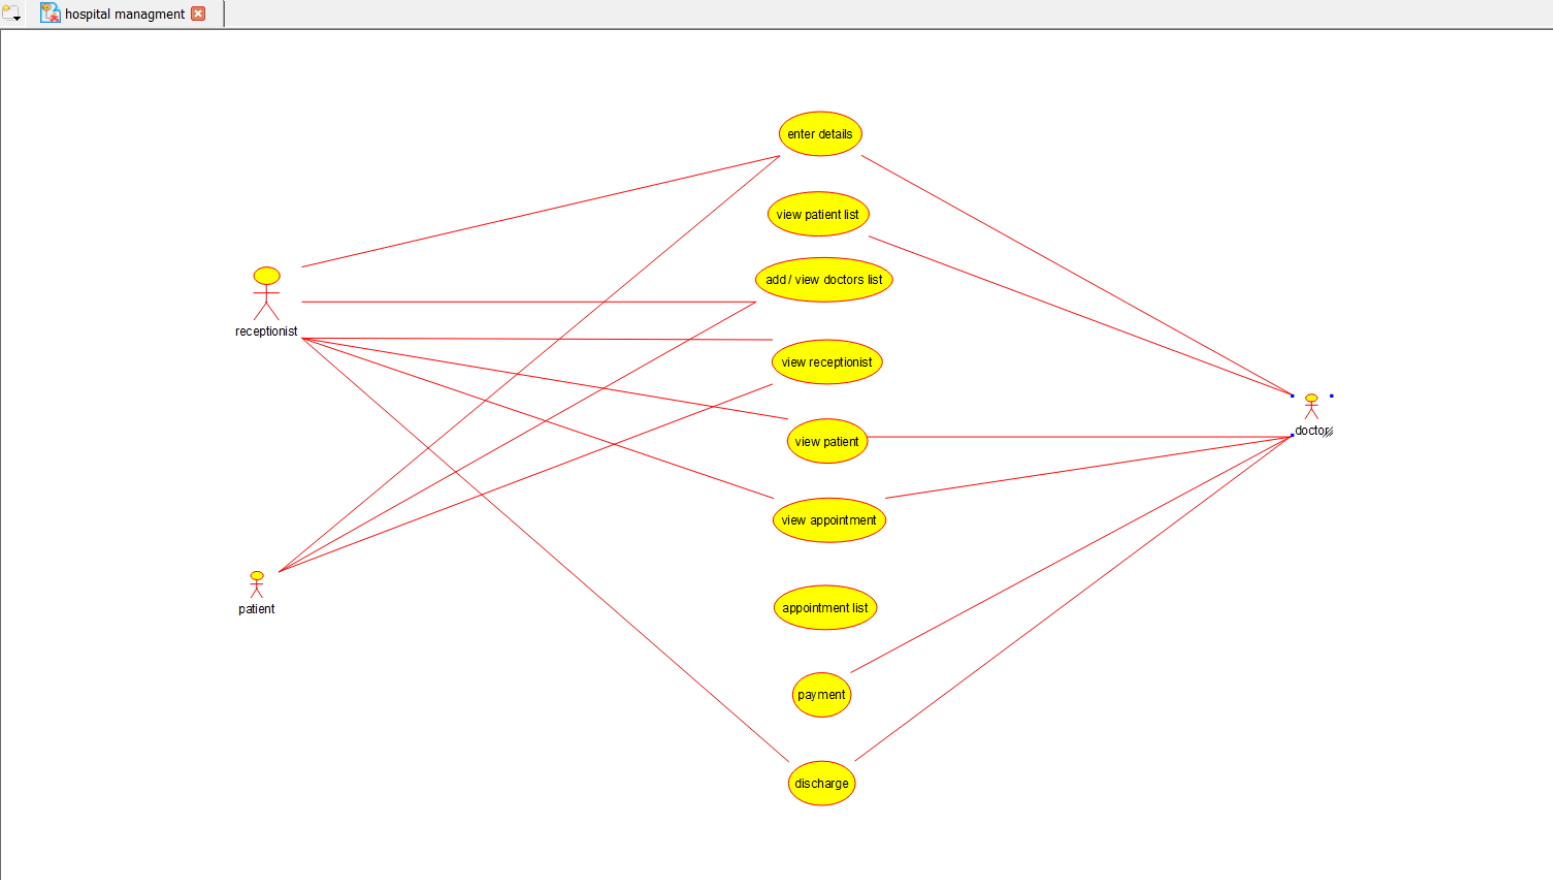 hospital managment
enter details
view patient list
add / view doctors list
receptionist
view receptionist
doctor
view patient
view appointment
appointment list
patient
payment
discharge